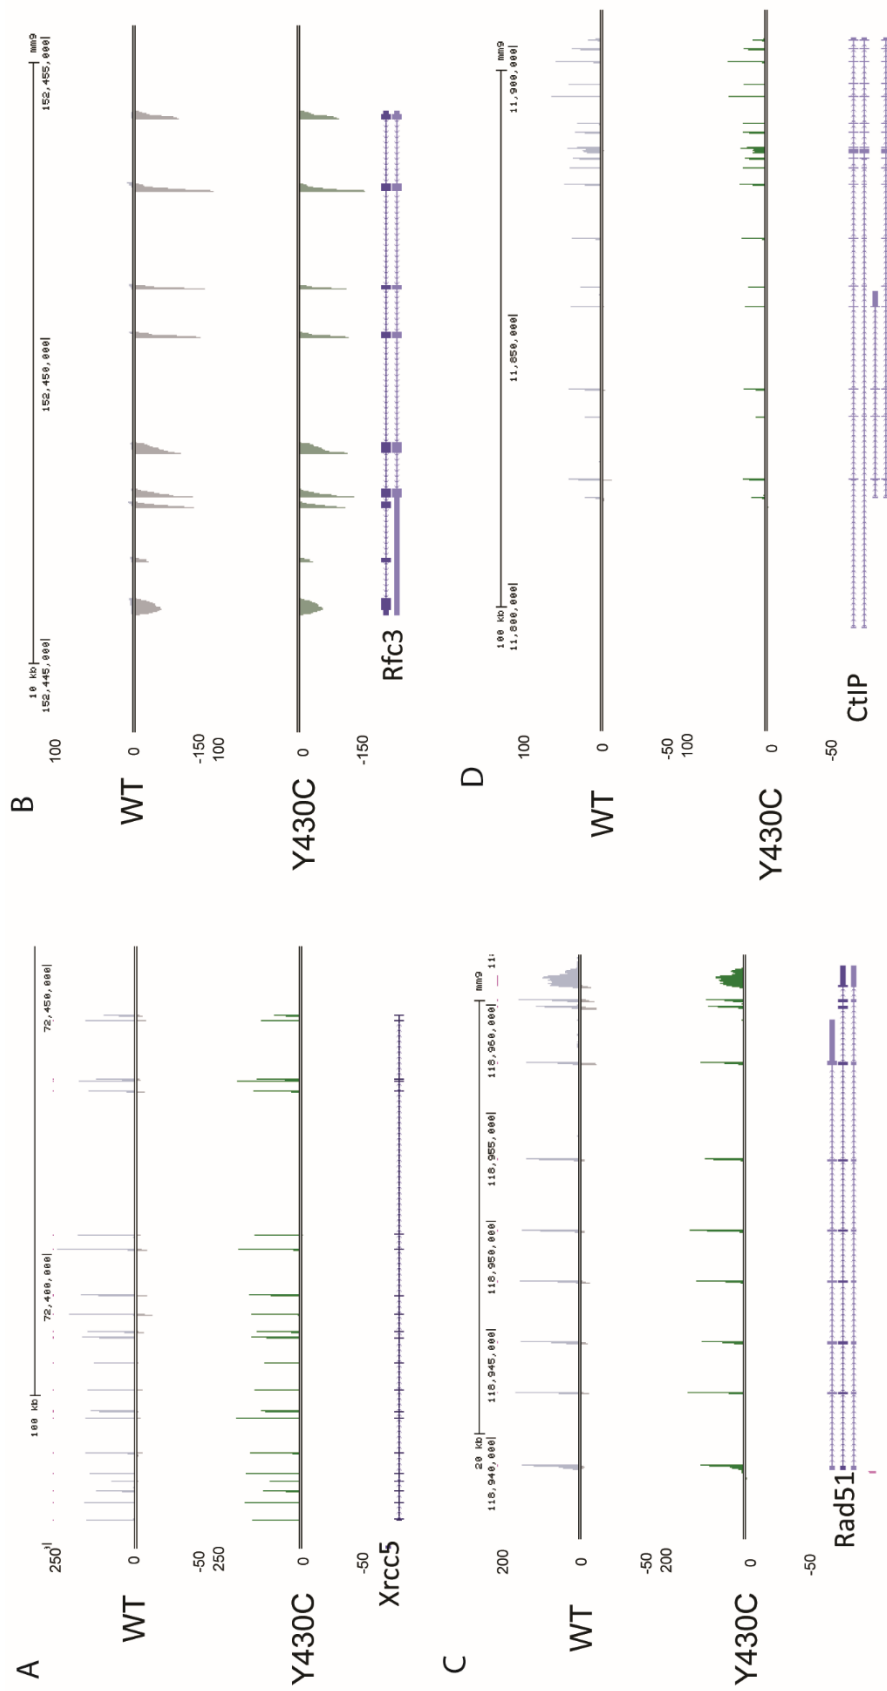 A
100 kb
72,400,000|
72,450,000|
250
WT
0
-50
250
Y430C
0
-50
Xrcc5
B
10 kb
mm9
152,445,000|
152,450,000|
152,455,000|
100
WT
0
-150
100
Y430C
0
-150
Rfc3
C
20 kb
mm9
118,940,000|
118,945,000|
118,950,000|
118,955,000|
118,960,000|
11
200
WT
0
-50
200
Y430C
0
-50
Rad51
D
100 kb
mm9
11,800,000|
11,850,000|
11,900,000|
100
WT
0
-50
100
Y430C
0
-50
CtIP